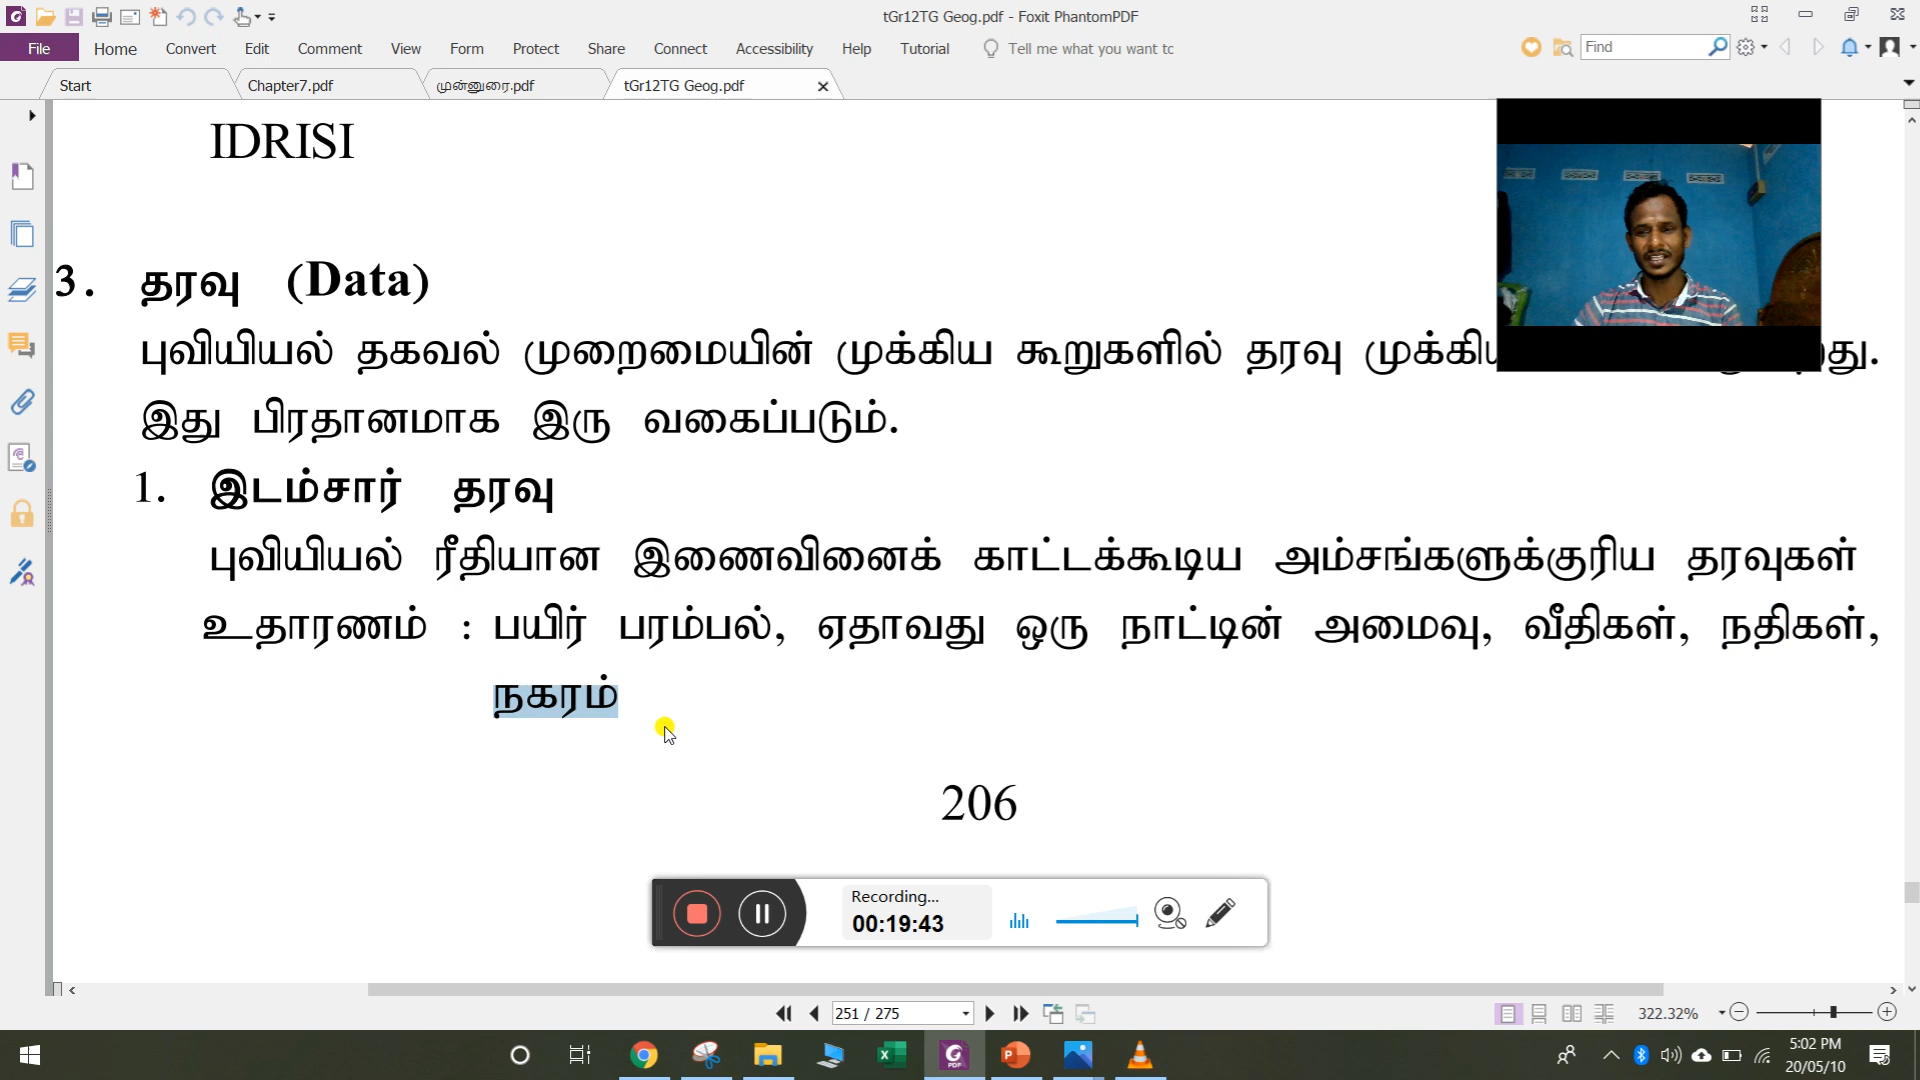 tGr12TG Geog.pdf - Foxit PhantomPDF
File Home Convert Edit Comment View Form Protect Share Connect Accessibility Help Tutorial Tell me what you want tc Find
Start Chapter7.pdf முன்னுரை.pdf tGr12TG Geog.pdf
IDRISI
3. தரவு (Data)
புவியியல் தகவல் முறைமையின் முக்கிய கூறுகளில் தரவு
இது பிரதானமாக இரு வகைப்படும்.
1. இடம்சார் தரவு
புவியியல் ரீதியான இணைவினைக் காட்டக்கூடிய அம்சங்களுக்குரிய தரவுகள்
உதாரணம் : பயிர் பரம்பல், ஏதாவது ஒரு நாட்டின் அமைவு, வீதிகள், நதிகள்,
நகரம்
206
Recording...
00:19:43
251 / 275
322.32%
5:02 PM
20/05/10